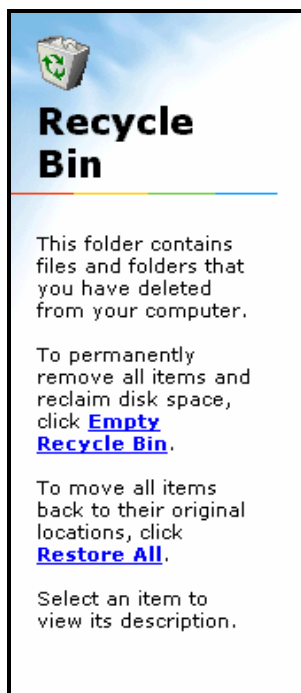 Recycle
Bin
This folder contains
files and folders that
you have deleted
from your computer.
To permanently
remove all items and
reclaim disk space,
click Empty
Recycle Bin.
To move all items
back to their original
locations, click
Restore All.
Select an item to
view its description.